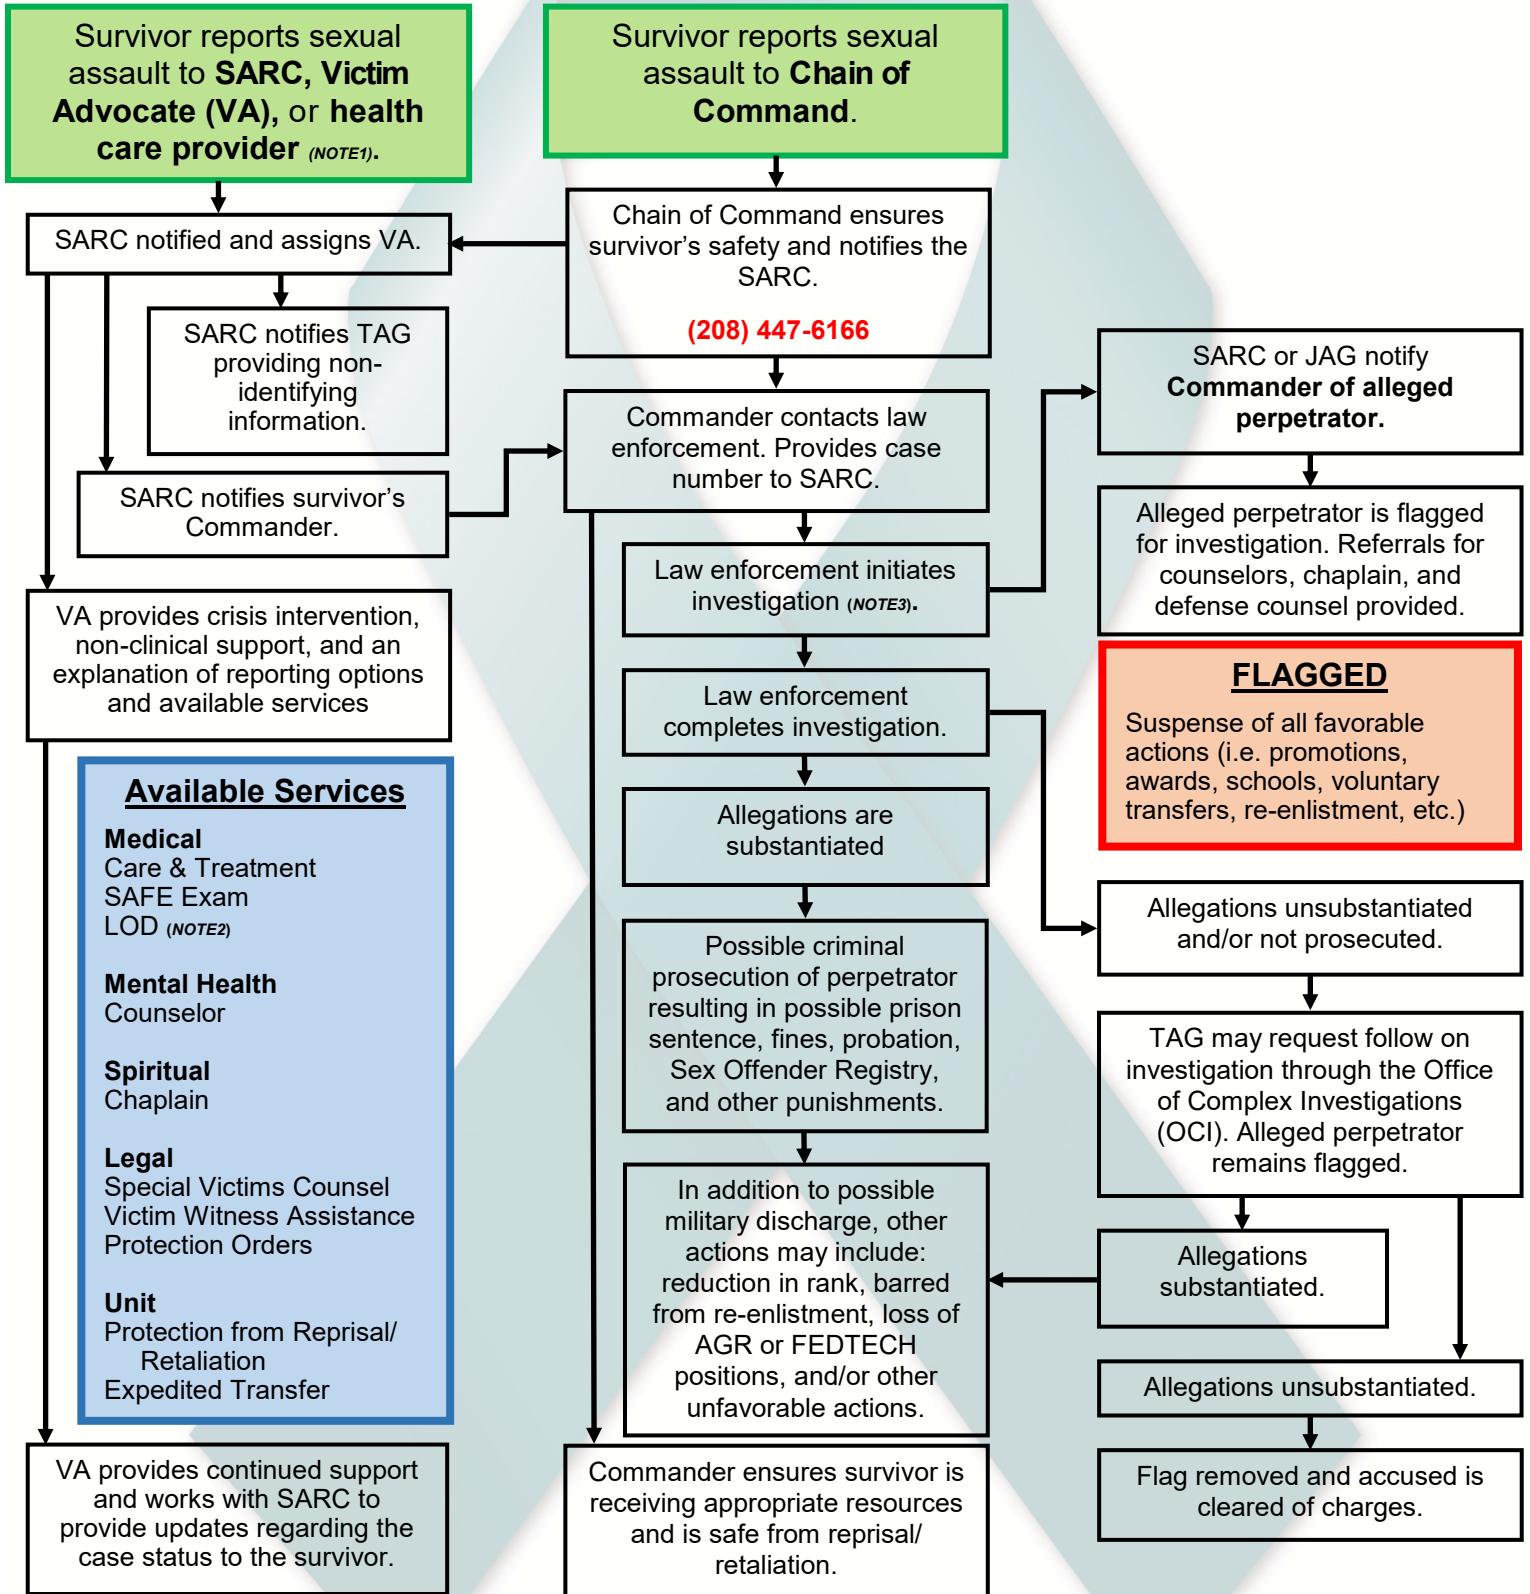 Survivor reports sexual
assault to SARC, Victim
Advocate (VA), or health
care provider (NOTE1).
Survivor reports sexual
assault to Chain of
Command.
SARC notified and assigns VA.
Chain of Command ensures
survivor's safety and notifies the
SARC.
(208) 447-6166
SARC notifies TAG
providing non-
identifying
information.
SARC or JAG notify
Commander of alleged
perpetrator.
Commander contacts law
enforcement. Provides case
number to SARC.
SARC notifies survivor's
Commander.
Alleged perpetrator is flagged
for investigation. Referrals for
counselors, chaplain, and
defense counsel provided.
Law enforcement initiates
investigation (NOTE3).
VA provides crisis intervention,
non-clinical support, and an
explanation of reporting options
and available services
FLAGGED
Suspense of all favorable
actions (i.e. promotions,
awards, schools, voluntary
transfers, re-enlistment, etc.)
Law enforcement
completes investigation.
Available Services
Medical
Care & Treatment
SAFE Exam
LOD (NOTE2)
Mental Health
Counselor
Spiritual
Chaplain
Legal
Special Victims Counsel
Victim Witness Assistance
Protection Orders
Unit
Protection from Reprisal/
Retaliation
Expedited Transfer
Allegations are
substantiated
Allegations unsubstantiated
and/or not prosecuted.
Possible criminal
prosecution of perpetrator
resulting in possible prison
sentence, fines, probation,
Sex Offender Registry,
and other punishments.
TAG may request follow on
investigation through the Office
of Complex Investigations
(OCI). Alleged perpetrator
remains flagged.
In addition to possible
military discharge, other
actions may include:
reduction in rank, barred
from re-enlistment, loss of
AGR or FEDTECH
positions, and/or other
unfavorable actions.
Allegations
substantiated.
Allegations unsubstantiated.
VA provides continued support
and works with SARC to
provide updates regarding the
case status to the survivor.
Commander ensures survivor is
receiving appropriate resources
and is safe from reprisal/
retaliation.
Flag removed and accused is
cleared of charges.